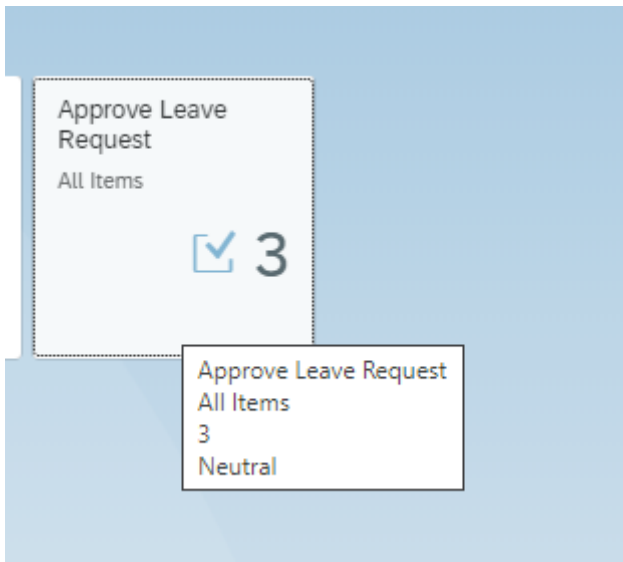 Approve Leave
Request
All Items
3
Approve Leave Request
All Items
3
Neutral